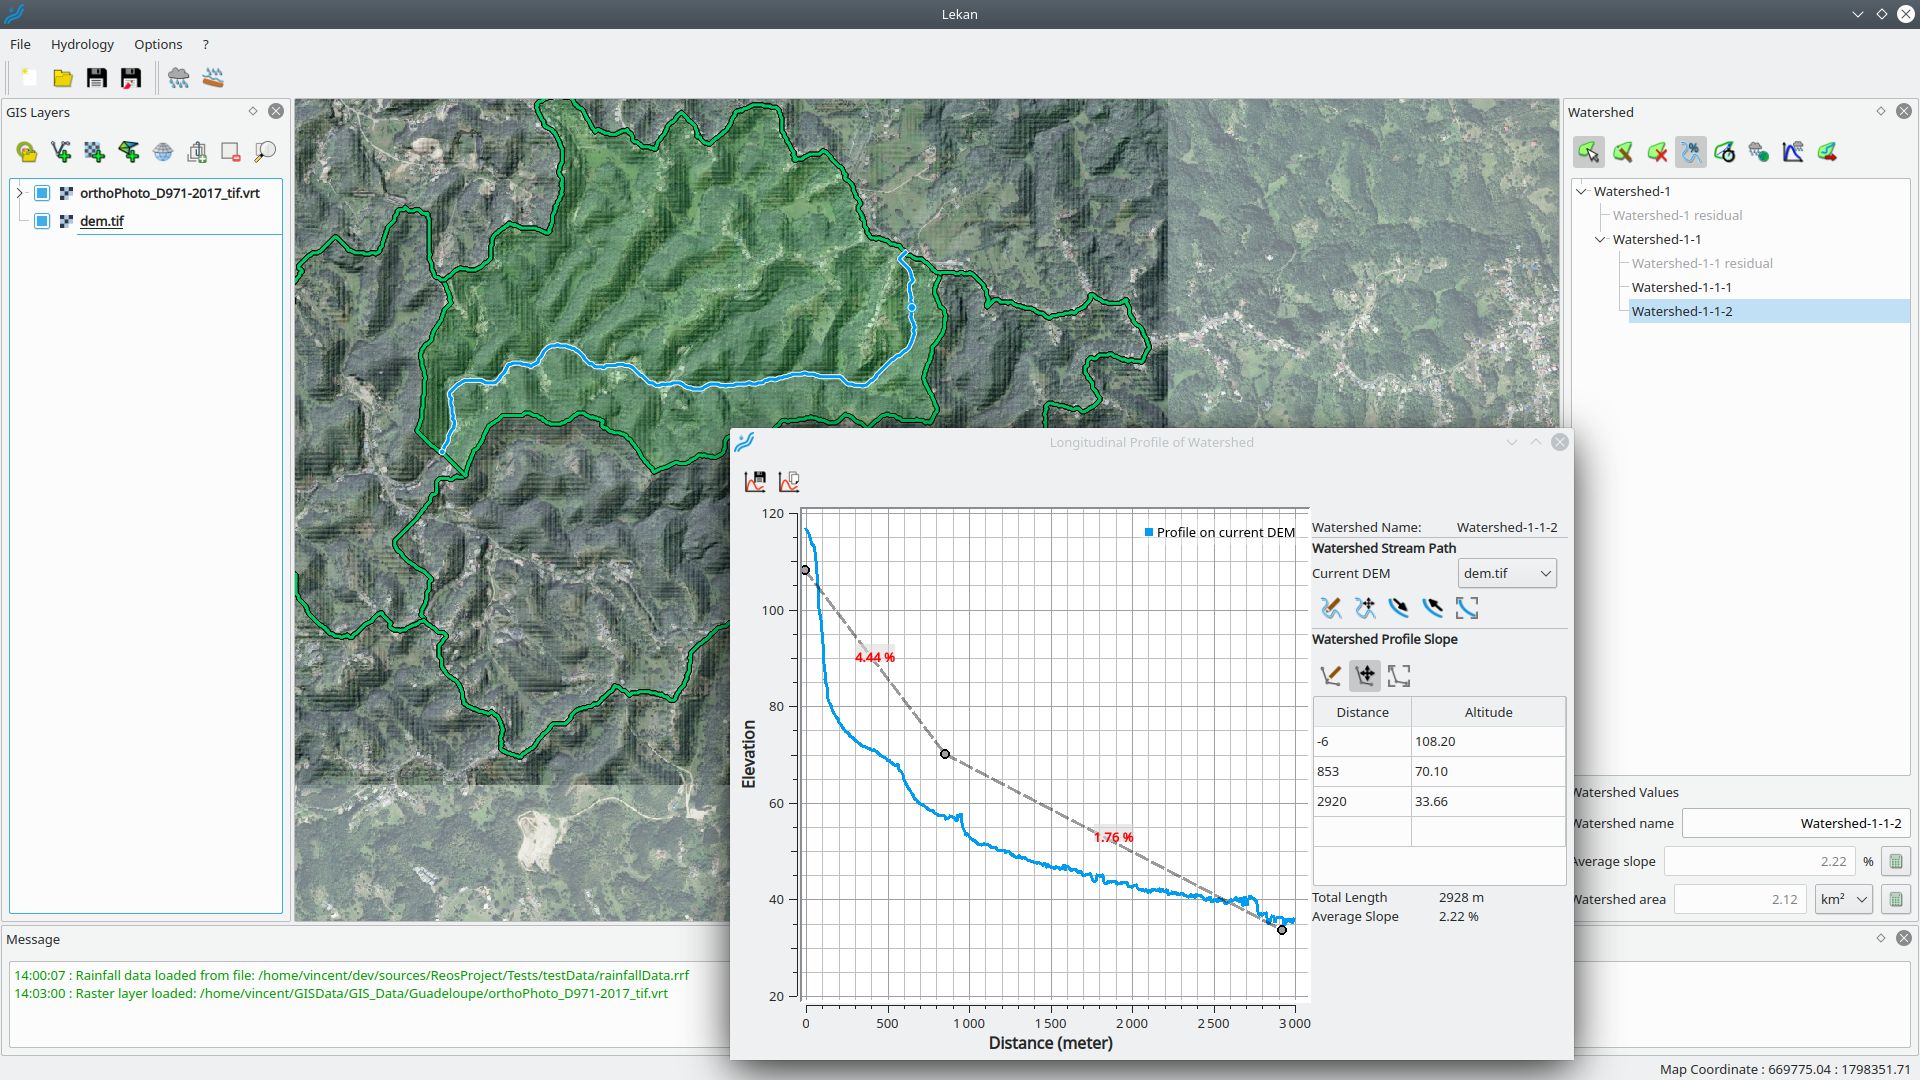 Lekan
File Hydrology Options ?
GIS Layers
orthoPhoto_D971-2017_tif.vrt
dem.tif
Watershed
Watershed-1
Watershed-1 residual
Watershed-1-1
Watershed-1-1 residual
Watershed-1-1-1
Watershed-1-1-2
Watershed Values
Watershed name Watershed-1-1-2
Average slope 2.22 %
Watershed area 2.12 km²
Longitudinal Profile of Watershed
120
100
80
60
40
20
Elevation
Profile on current DEM
4.44 %
1.76 %
0 500 1 000 1 500 2 000 2 500 3 000
Distance (meter)
Watershed Name: Watershed-1-1-2
Watershed Stream Path
Current DEM dem.tif
Watershed Profile Slope
Distance Altitude
-6 108.20
853 70.10
2920 33.66
Total Length 2928 m
Average Slope 2.22 %
Message
14:00:07 : Rainfall data loaded from file: /home/vincent/dev/sources/ReosProject/Tests/testData/rainfallData.rrf
14:03:00 : Raster layer loaded: /home/vincent/GISData/GIS_Data/Guadeloupe/orthoPhoto_D971-2017_tif.vrt
Map Coordinate : 669775.04 : 1798351.71